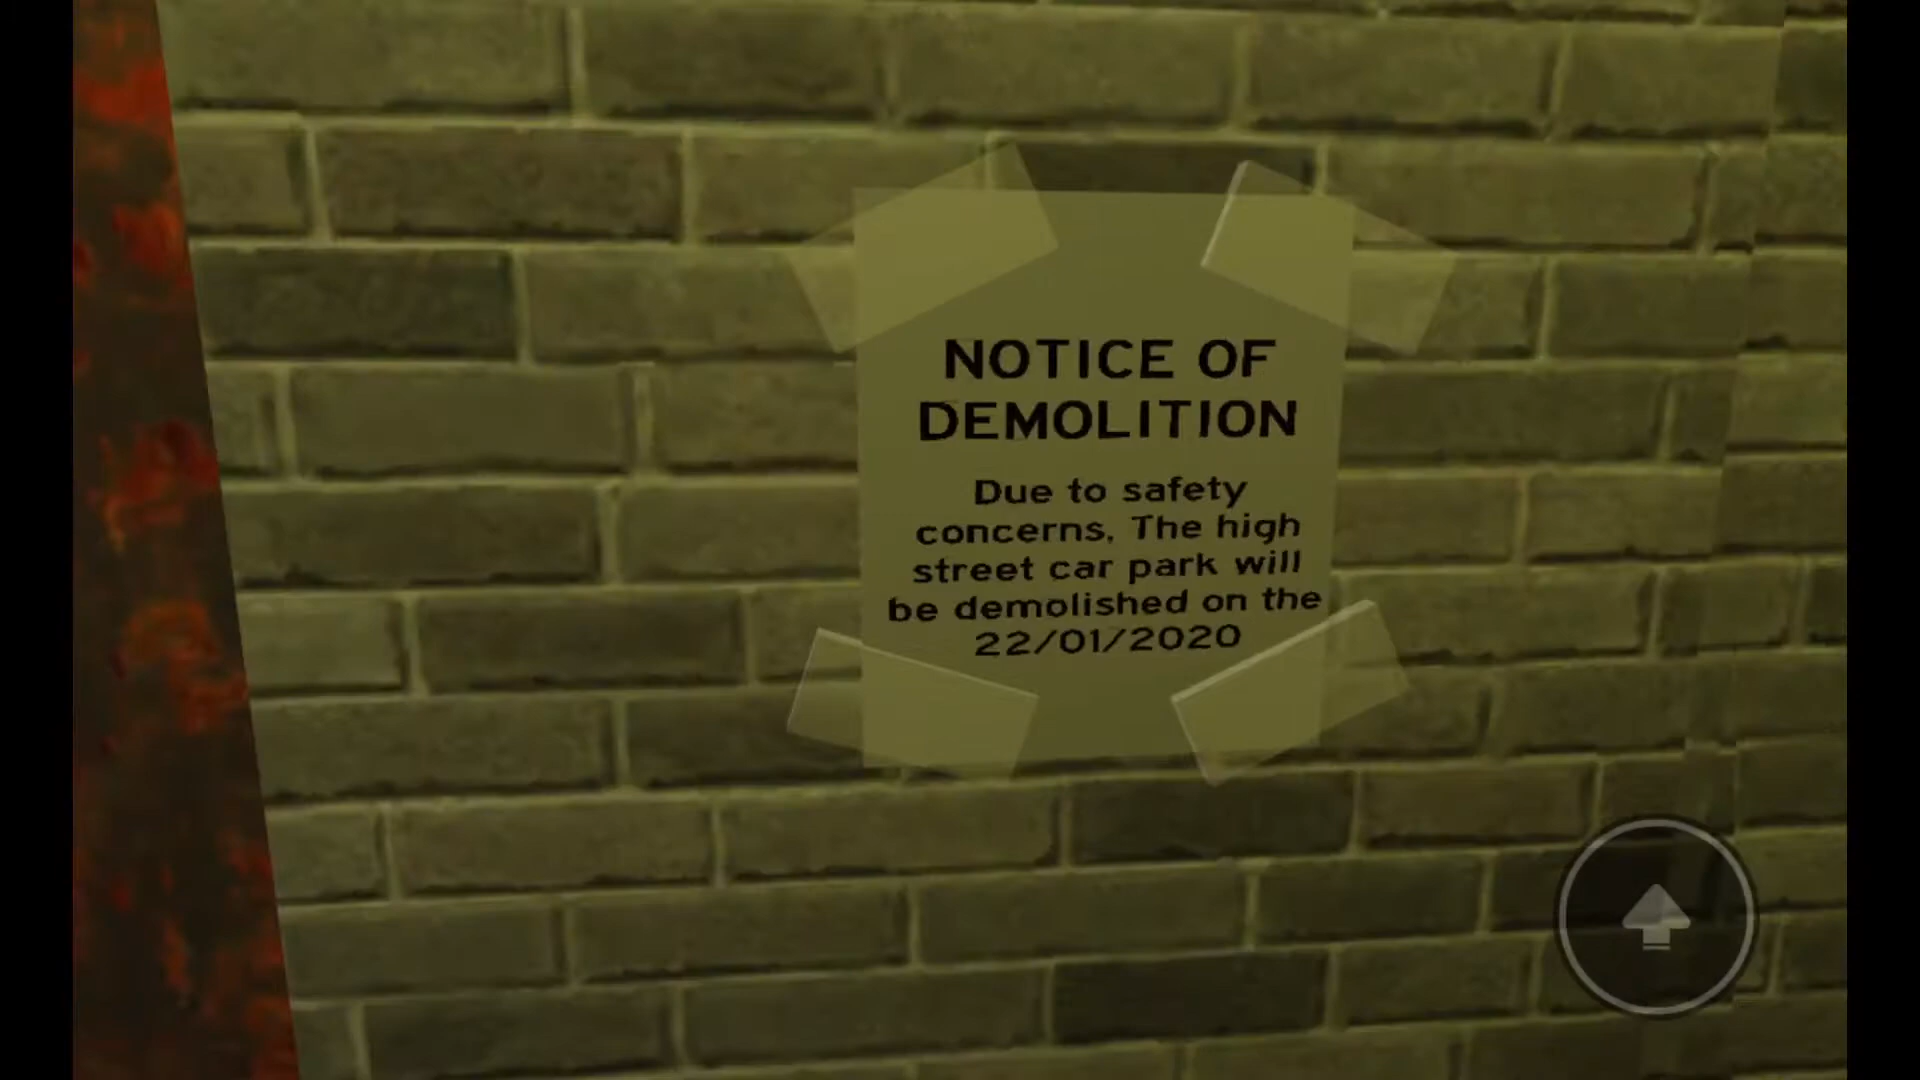 NOTICE OF
DEMOLITION
Due to safety
concerns, The high
street car park will
be demolished on the
22/01/2020